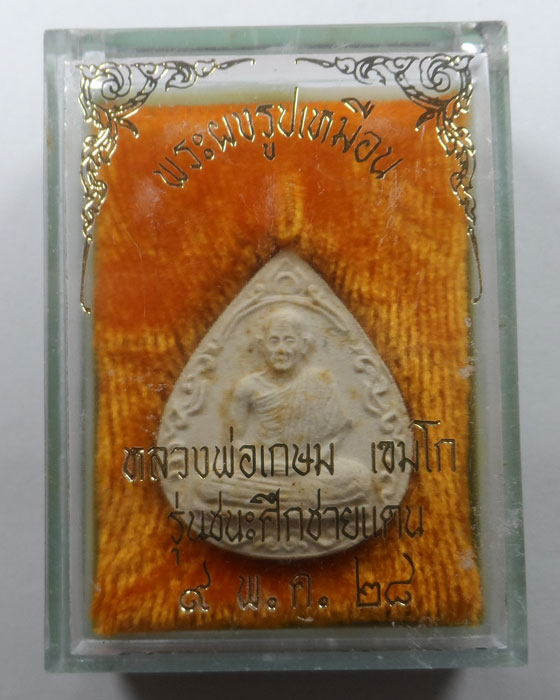 พระผงรูปเหมือน
หลวงพ่อเกษม เขมโก
รุ่นชนะศึกชายแดน
๙ พ.ค. ๒๘